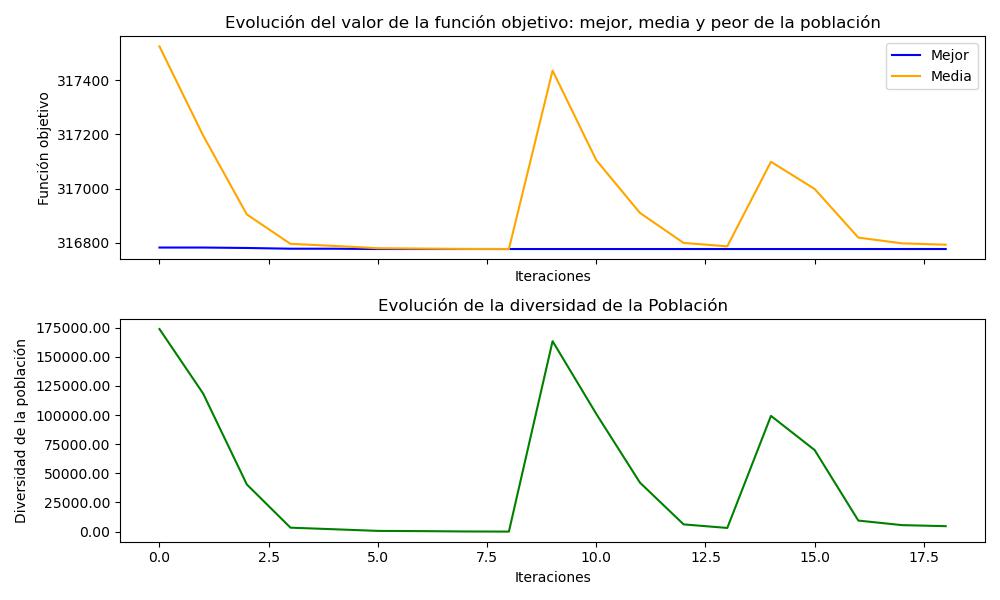 Evolución del valor de la función objetivo: mejor, media y peor de la población
Función objetivo
317400
317200
317000
316800
Mejor
Media
Iteraciones
Evolución de la diversidad de la Población
Diversidad de la población
175000.00
150000.00
125000.00
100000.00
75000.00
50000.00
25000.00
0.00
0.0 2.5 5.0 7.5 10.0 12.5 15.0 17.5
Iteraciones